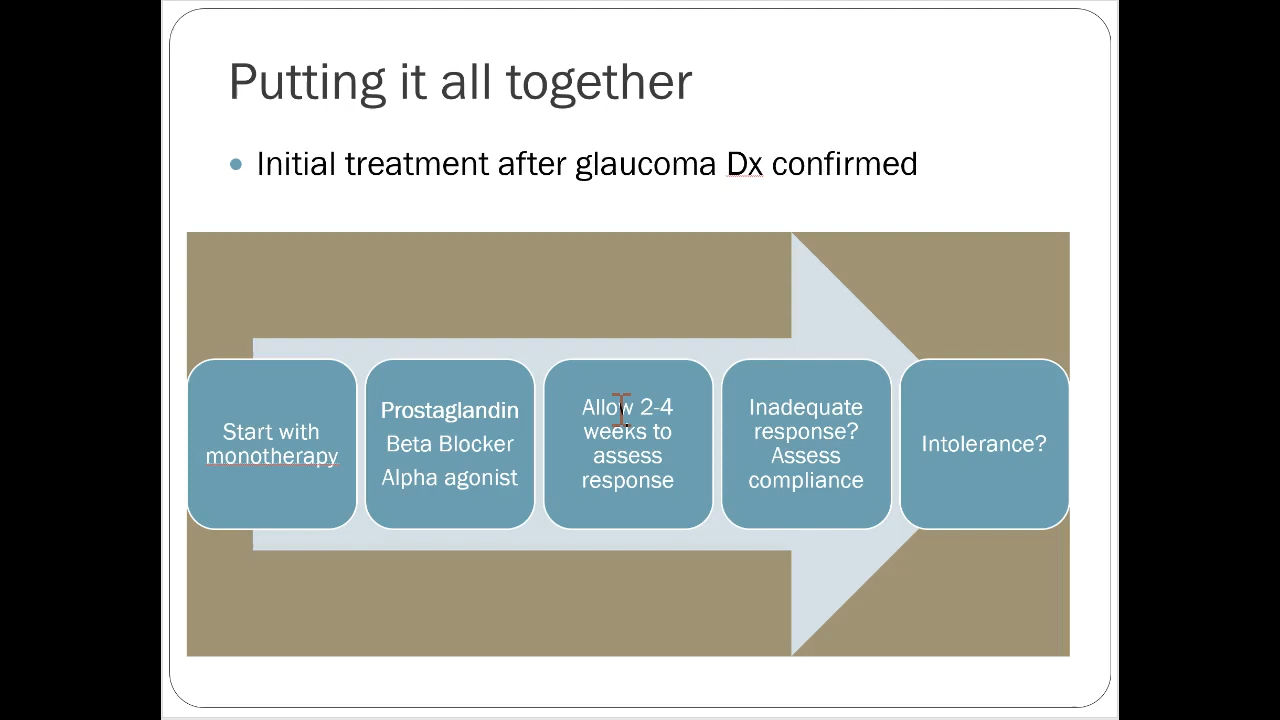 Putting it all together
Initial treatment after glaucoma Dx confirmed
Start with
monotherapy
Prostaglandin
Beta Blocker
Alpha agonist
Allow 2-4
weeks to
assess
response
Inadequate
response?
Assess
compliance
Intolerance?